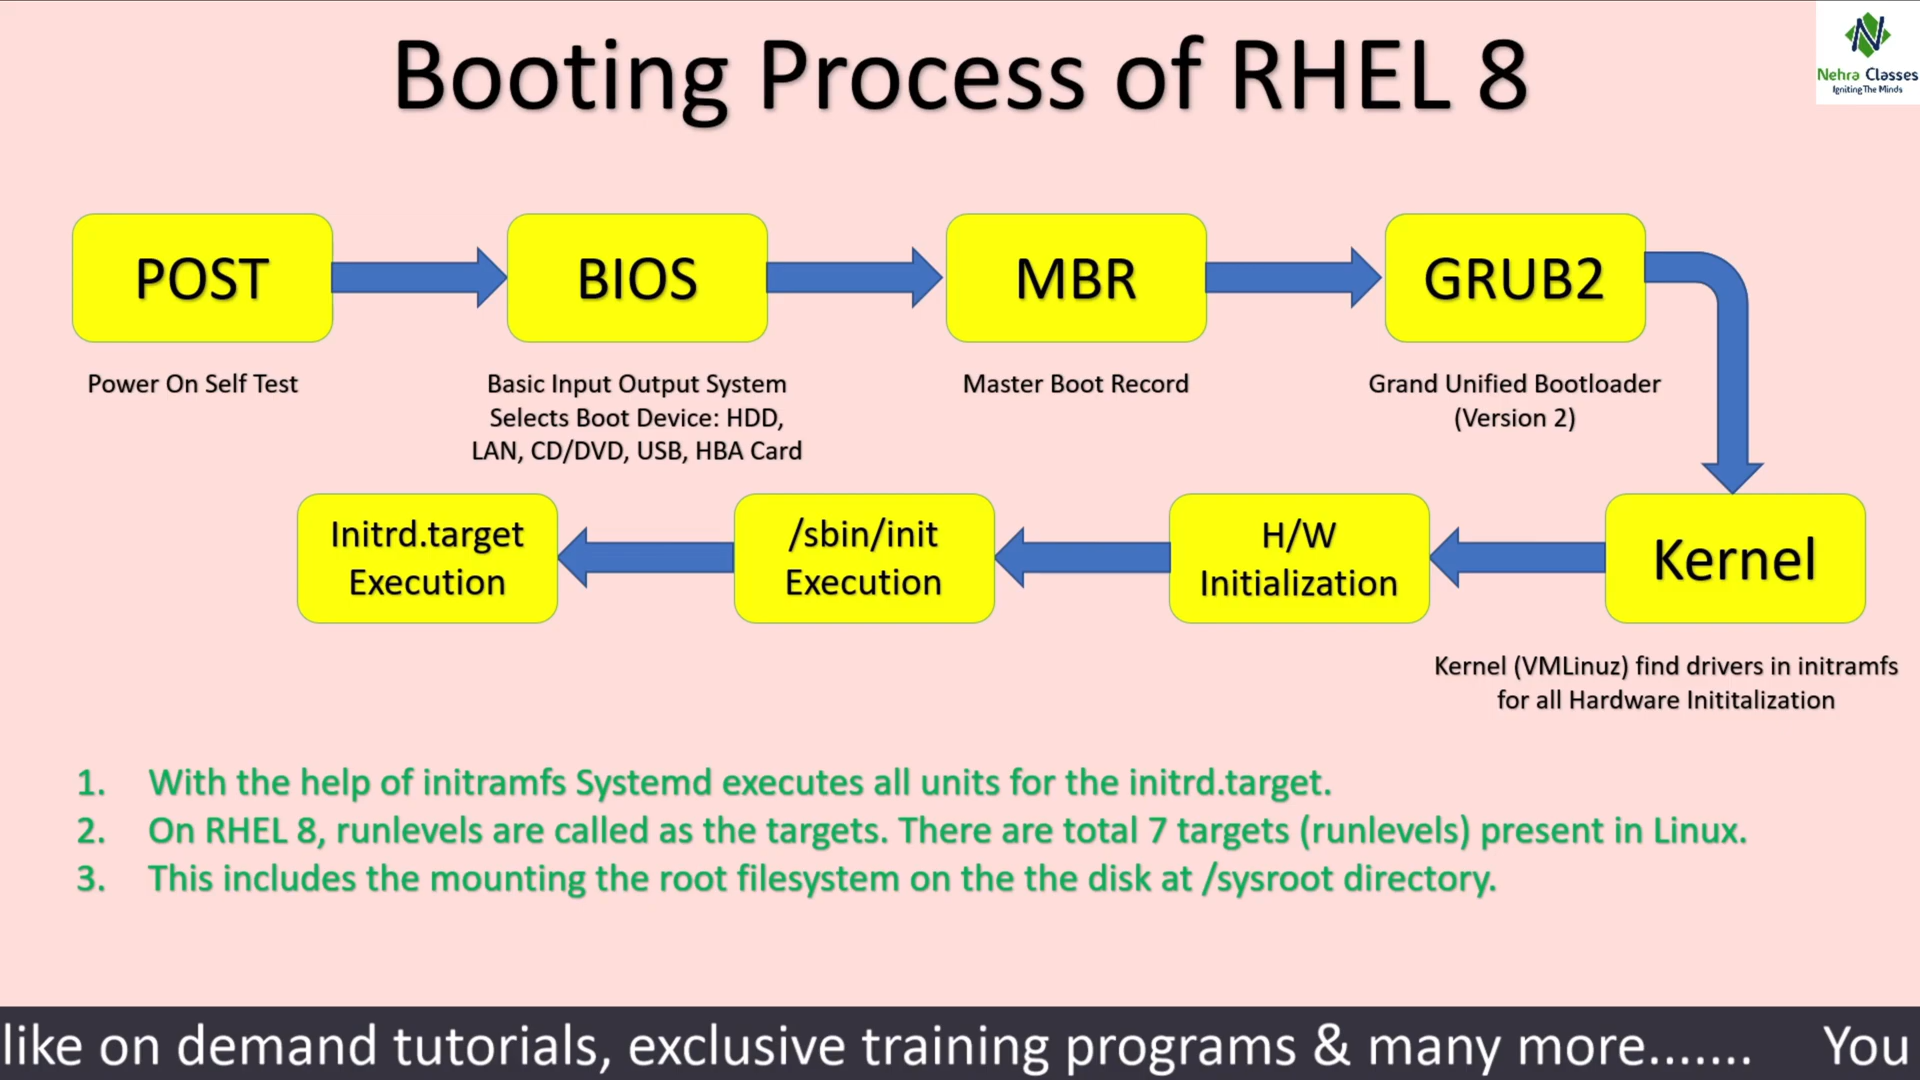 Booting Process of RHEL 8
Nehra Classes
Igniting The Minds
POST
BIOS
MBR
GRUB2
Power On Self Test
Basic Input Output System
Selects Boot Device: HDD,
LAN, CD/DVD, USB, HBA Card
Master Boot Record
Grand Unified Bootloader
(Version 2)
Initrd.target
Execution
/sbin/init
Execution
H/W
Initialization
Kernel
Kernel (VMLinuz) find drivers in initramfs
for all Hardware Inititalization
1. With the help of initramfs Systemd executes all units for the initrd.target.
2. On RHEL 8, runlevels are called as the targets. There are total 7 targets (runlevels) present in Linux.
3. This includes the mounting the root filesystem on the the disk at /sysroot directory.
like on demand tutorials, exclusive training programs & many more....... You